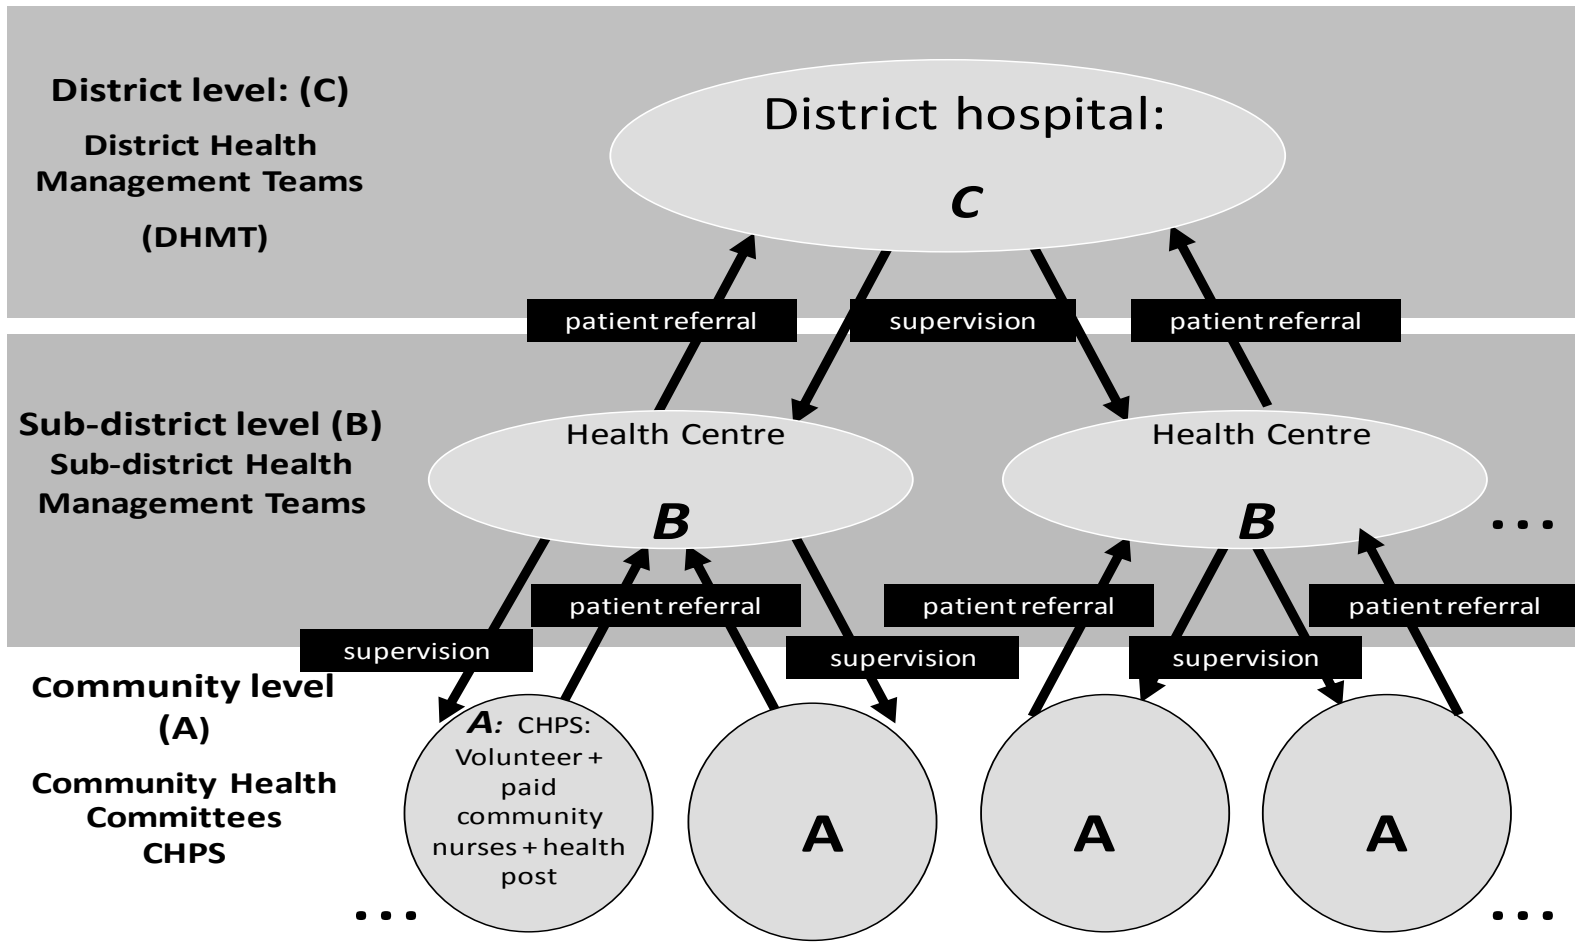 District level: (C)
District Health
Management Teams
(DHMT)
District hospital:
C
patient referral
supervision
patient referral
Sub-district level (B)
Sub-district Health
Management Teams
Health Centre
B
Health Centre
B
...
patient referral
patient referral
patient referral
supervision
supervision
supervision
Community level
(A)
Community Health
Committees
CHPS
A: CHPS:
Volunteer +
paid
community
nurses + health
post
A
A
A
...
...